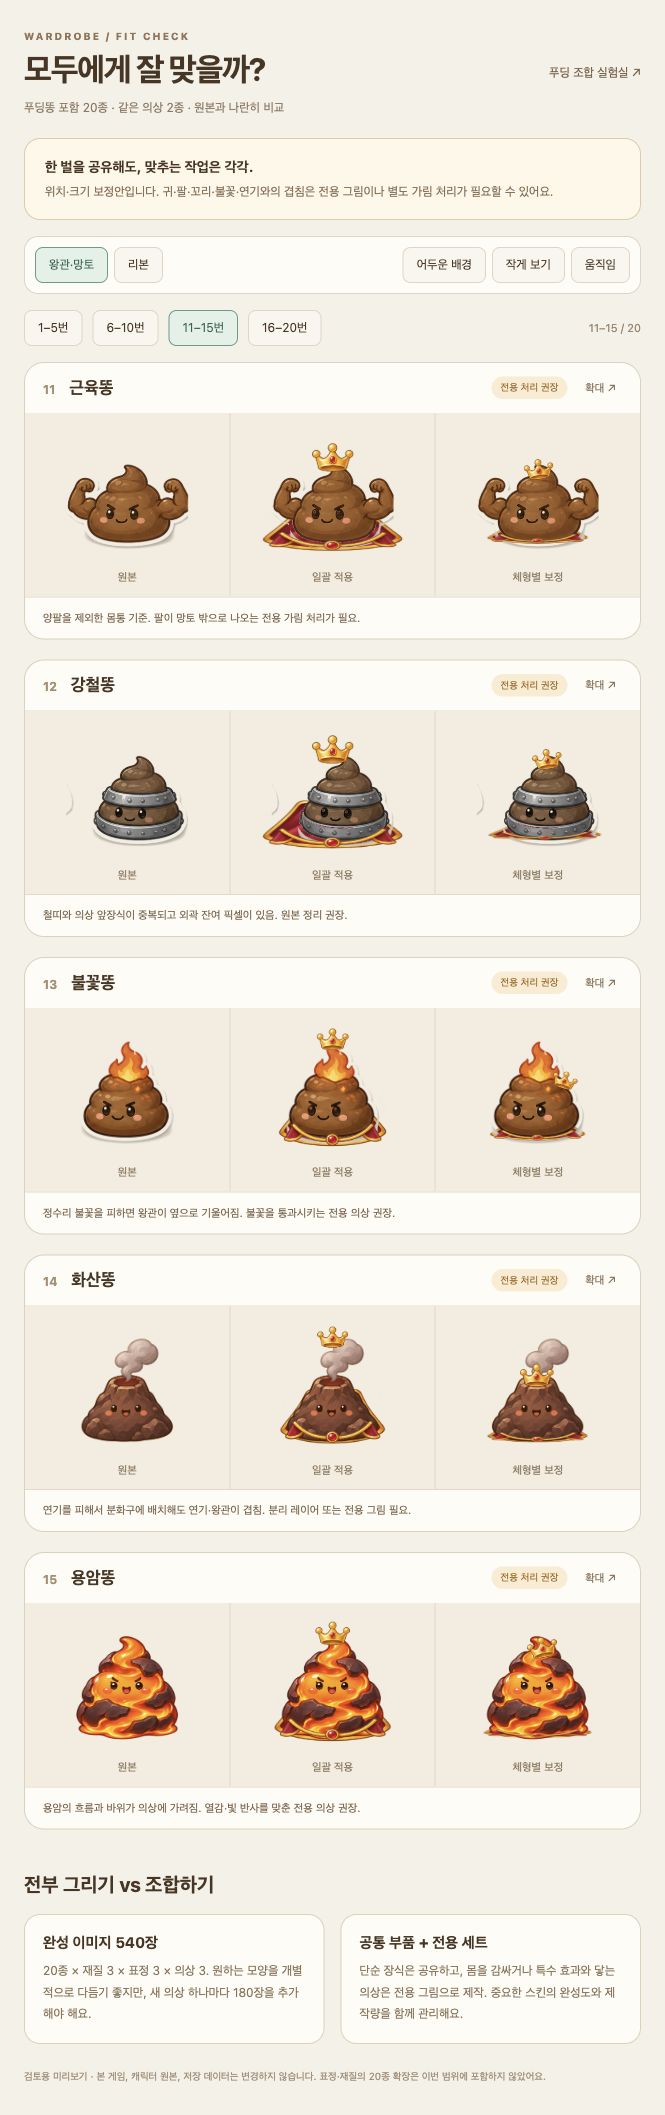 WARDROBE / FIT CHECK
모두에게 잘 맞을까?
푸딩 조합 실험실 ↗
푸딩똥 포함 20종 · 같은 의상 2종 · 원본과 나란히 비교
한 벌을 공유해도, 맞추는 작업은 각각.
위치·크기 보정안입니다. 귀·팔·꼬리·불꽃·연기와의 겹침은 전용 그림이나 별도 가림 처리가 필요할 수 있어요.
왕관·망토 리본 어두운 배경 작게 보기 움직임
1–5번 6–10번 11–15번 16–20번 11–15 / 20
11 근육똥 전용 처리 권장 확대 ↗
원본 일괄 적용 체형별 보정
양팔을 제외한 몸통 기준. 팔이 망토 밖으로 나오는 전용 가림 처리가 필요.
12 강철똥 전용 처리 권장 확대 ↗
원본 일괄 적용 체형별 보정
철띠와 의상 앞장식이 중복되고 외곽 잔여 픽셀이 있음. 원본 정리 권장.
13 불꽃똥 전용 처리 권장 확대 ↗
원본 일괄 적용 체형별 보정
정수리 불꽃을 피하면 왕관이 옆으로 기울어짐. 불꽃을 통과시키는 전용 의상 권장.
14 화산똥 전용 처리 권장 확대 ↗
원본 일괄 적용 체형별 보정
연기를 피해서 분화구에 배치해도 연기·왕관이 겹침. 분리 레이어 또는 전용 그림 필요.
15 용암똥 전용 처리 권장 확대 ↗
원본 일괄 적용 체형별 보정
용암의 흐름과 바위가 의상에 가려짐. 열감·빛 반사를 맞춘 전용 의상 권장.
전부 그리기 vs 조합하기
완성 이미지 540장
20종 × 재질 3 × 표정 3 × 의상 3. 원하는 모양을 개별
적으로 다듬기 좋지만, 새 의상 하나마다 180장을 추가
해야 해요.
공통 부품 + 전용 세트
단순 장식은 공유하고, 몸을 감싸거나 특수 효과와 닿는
의상은 전용 그림으로 제작. 중요한 스킨의 완성도와 제
작량을 함께 관리해요.
검토용 미리보기 · 본 게임, 캐릭터 원본, 저장 데이터는 변경하지 않습니다. 표정·재질의 20종 확장은 이번 범위에 포함하지 않았어요.